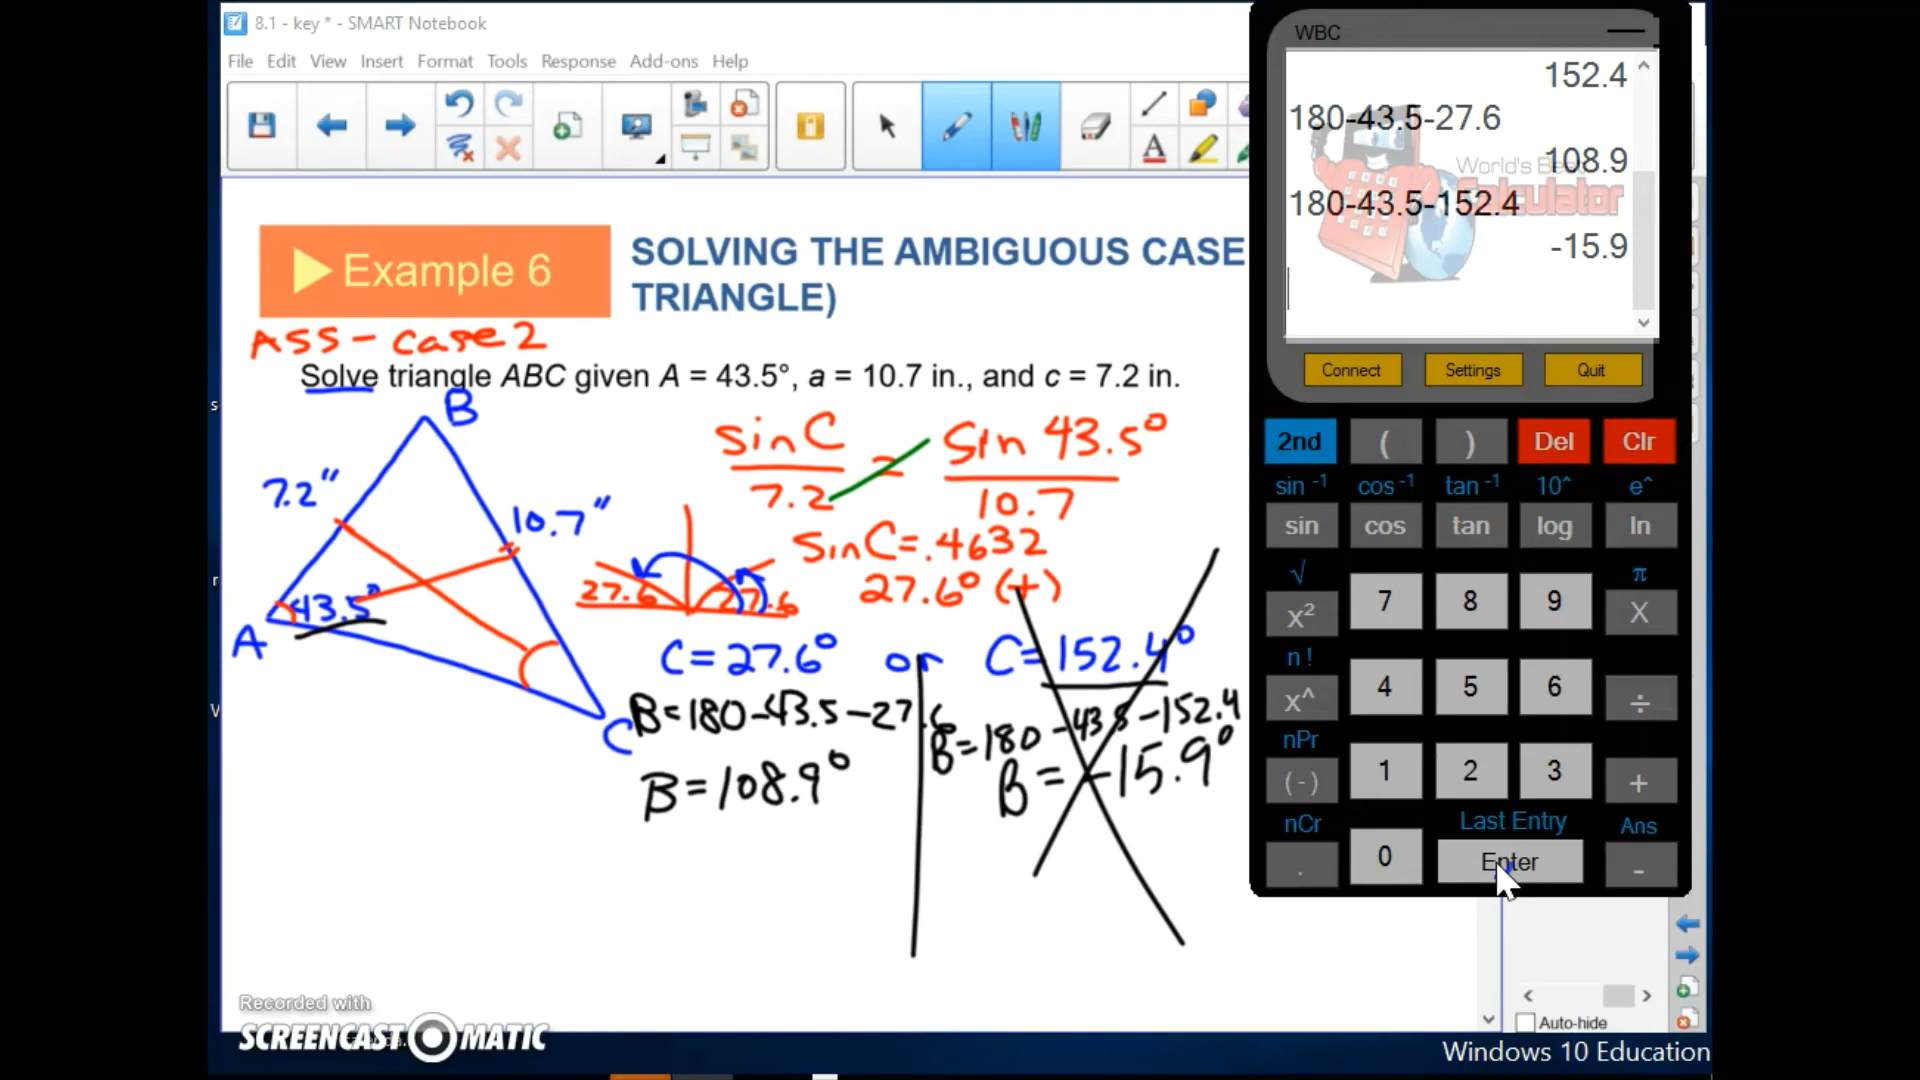 8.1 - key * - SMART Notebook
File Edit View Insert Format Tools Response Add-ons Help
Example 6
SOLVING THE AMBIGUOUS CASE
TRIANGLE)
ASS - case 2
Solve triangle ABC given A = 43.5°, a = 10.7 in., and c = 7.2 in.
B
7.2"
10.7"
43.5°
A
C
sin C = sin 43.5°
7.2 10.7
sin C = .4632
27.6° (+)
27.6 27.6
C = 27.6° or C = 152.4°
B = 180 - 43.5 - 27.6
B = 108.9°
B = 180 - 43.5 - 152.4
B = -15.9°
WBC
152.4
180-43.5-27.6
108.9
180-43.5-152.4
-15.9
World's Best
Calculator
Connect Settings Quit
2nd ( ) Del Clr
sin -1 cos -1 tan -1 10^ e^
sin cos tan log ln
√ π
x² 7 8 9 X
n !
x^ 4 5 6 ÷
nPr
(-) 1 2 3 +
nCr Last Entry Ans
. 0 Enter -
Recorded with
SCREENCAST MATIC
Auto-hide
Windows 10 Education